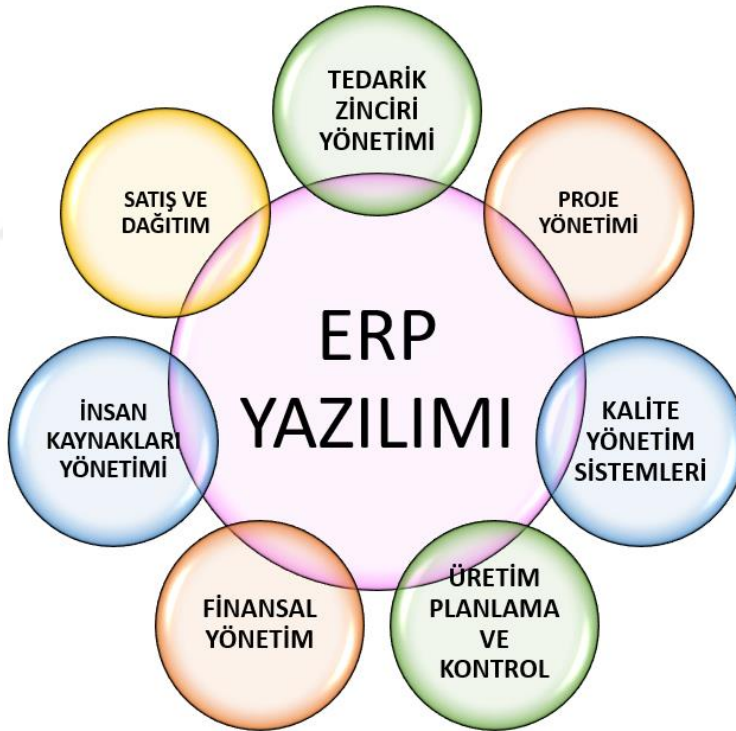 TEDARİK
ZİNCİRİ
YÖNETİMİ
PROJE
YÖNETİMİ
KALİTE
YÖNETİM
SİSTEMLERİ
ÜRETİM
PLANLAMA
VE
KONTROL
FİNANSAL
YÖNETİM
İNSAN
KAYNAKLARI
YÖNETİMİ
SATIŞ VE
DAĞITIM
ERP
YAZILIMI